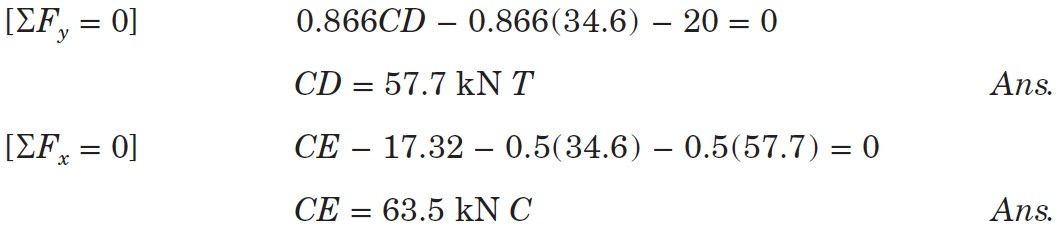 [ΣF_y = 0] 0.866CD − 0.866(34.6) − 20 = 0
CD = 57.7 kN T Ans.
[ΣF_x = 0] CE − 17.32 − 0.5(34.6) − 0.5(57.7) = 0
CE = 63.5 kN C Ans.